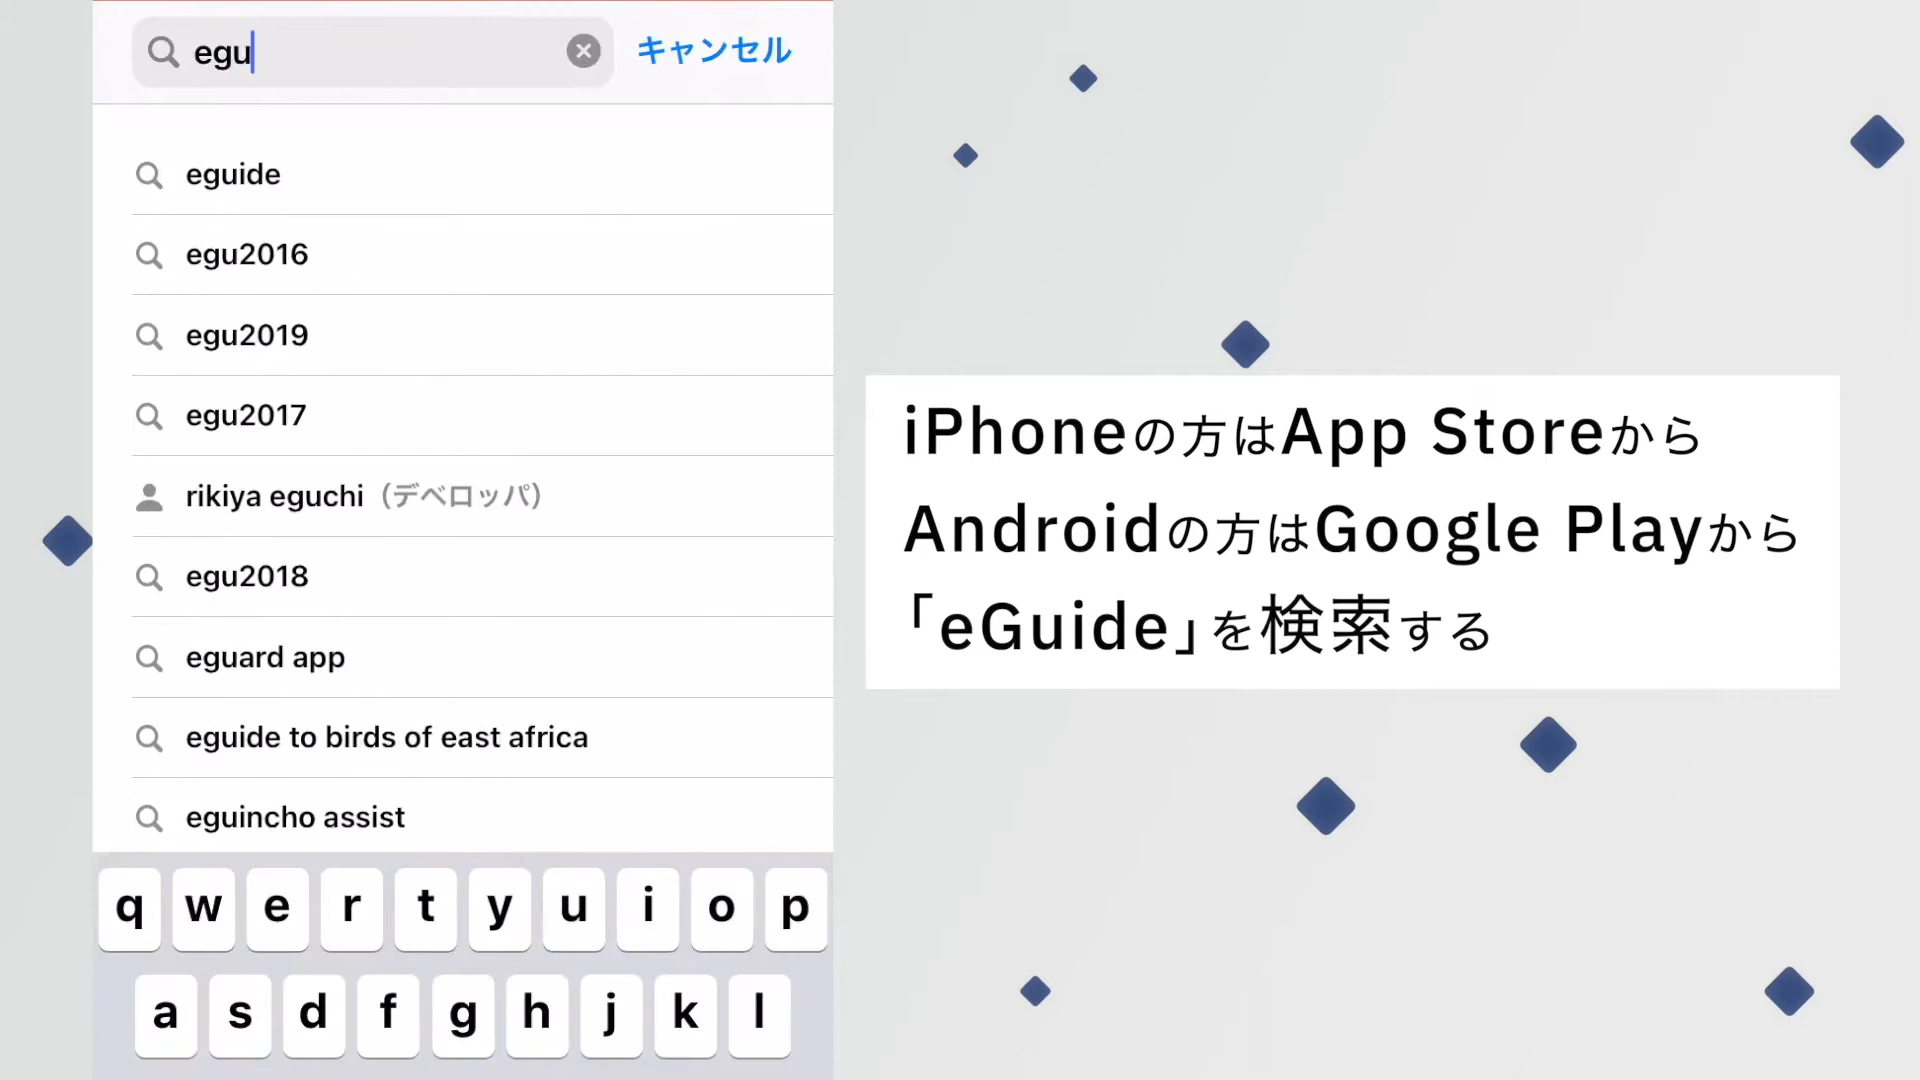 egu
キャンセル
eguide
egu2016
egu2019
egu2017
rikiya eguchi（デベロッパ）
egu2018
eguard app
eguide to birds of east africa
eguincho assist
q w e r t y u i o p
a s d f g h j k l
iPhoneの方はApp Storeから
Androidの方はGoogle Playから
「eGuide」を検索する